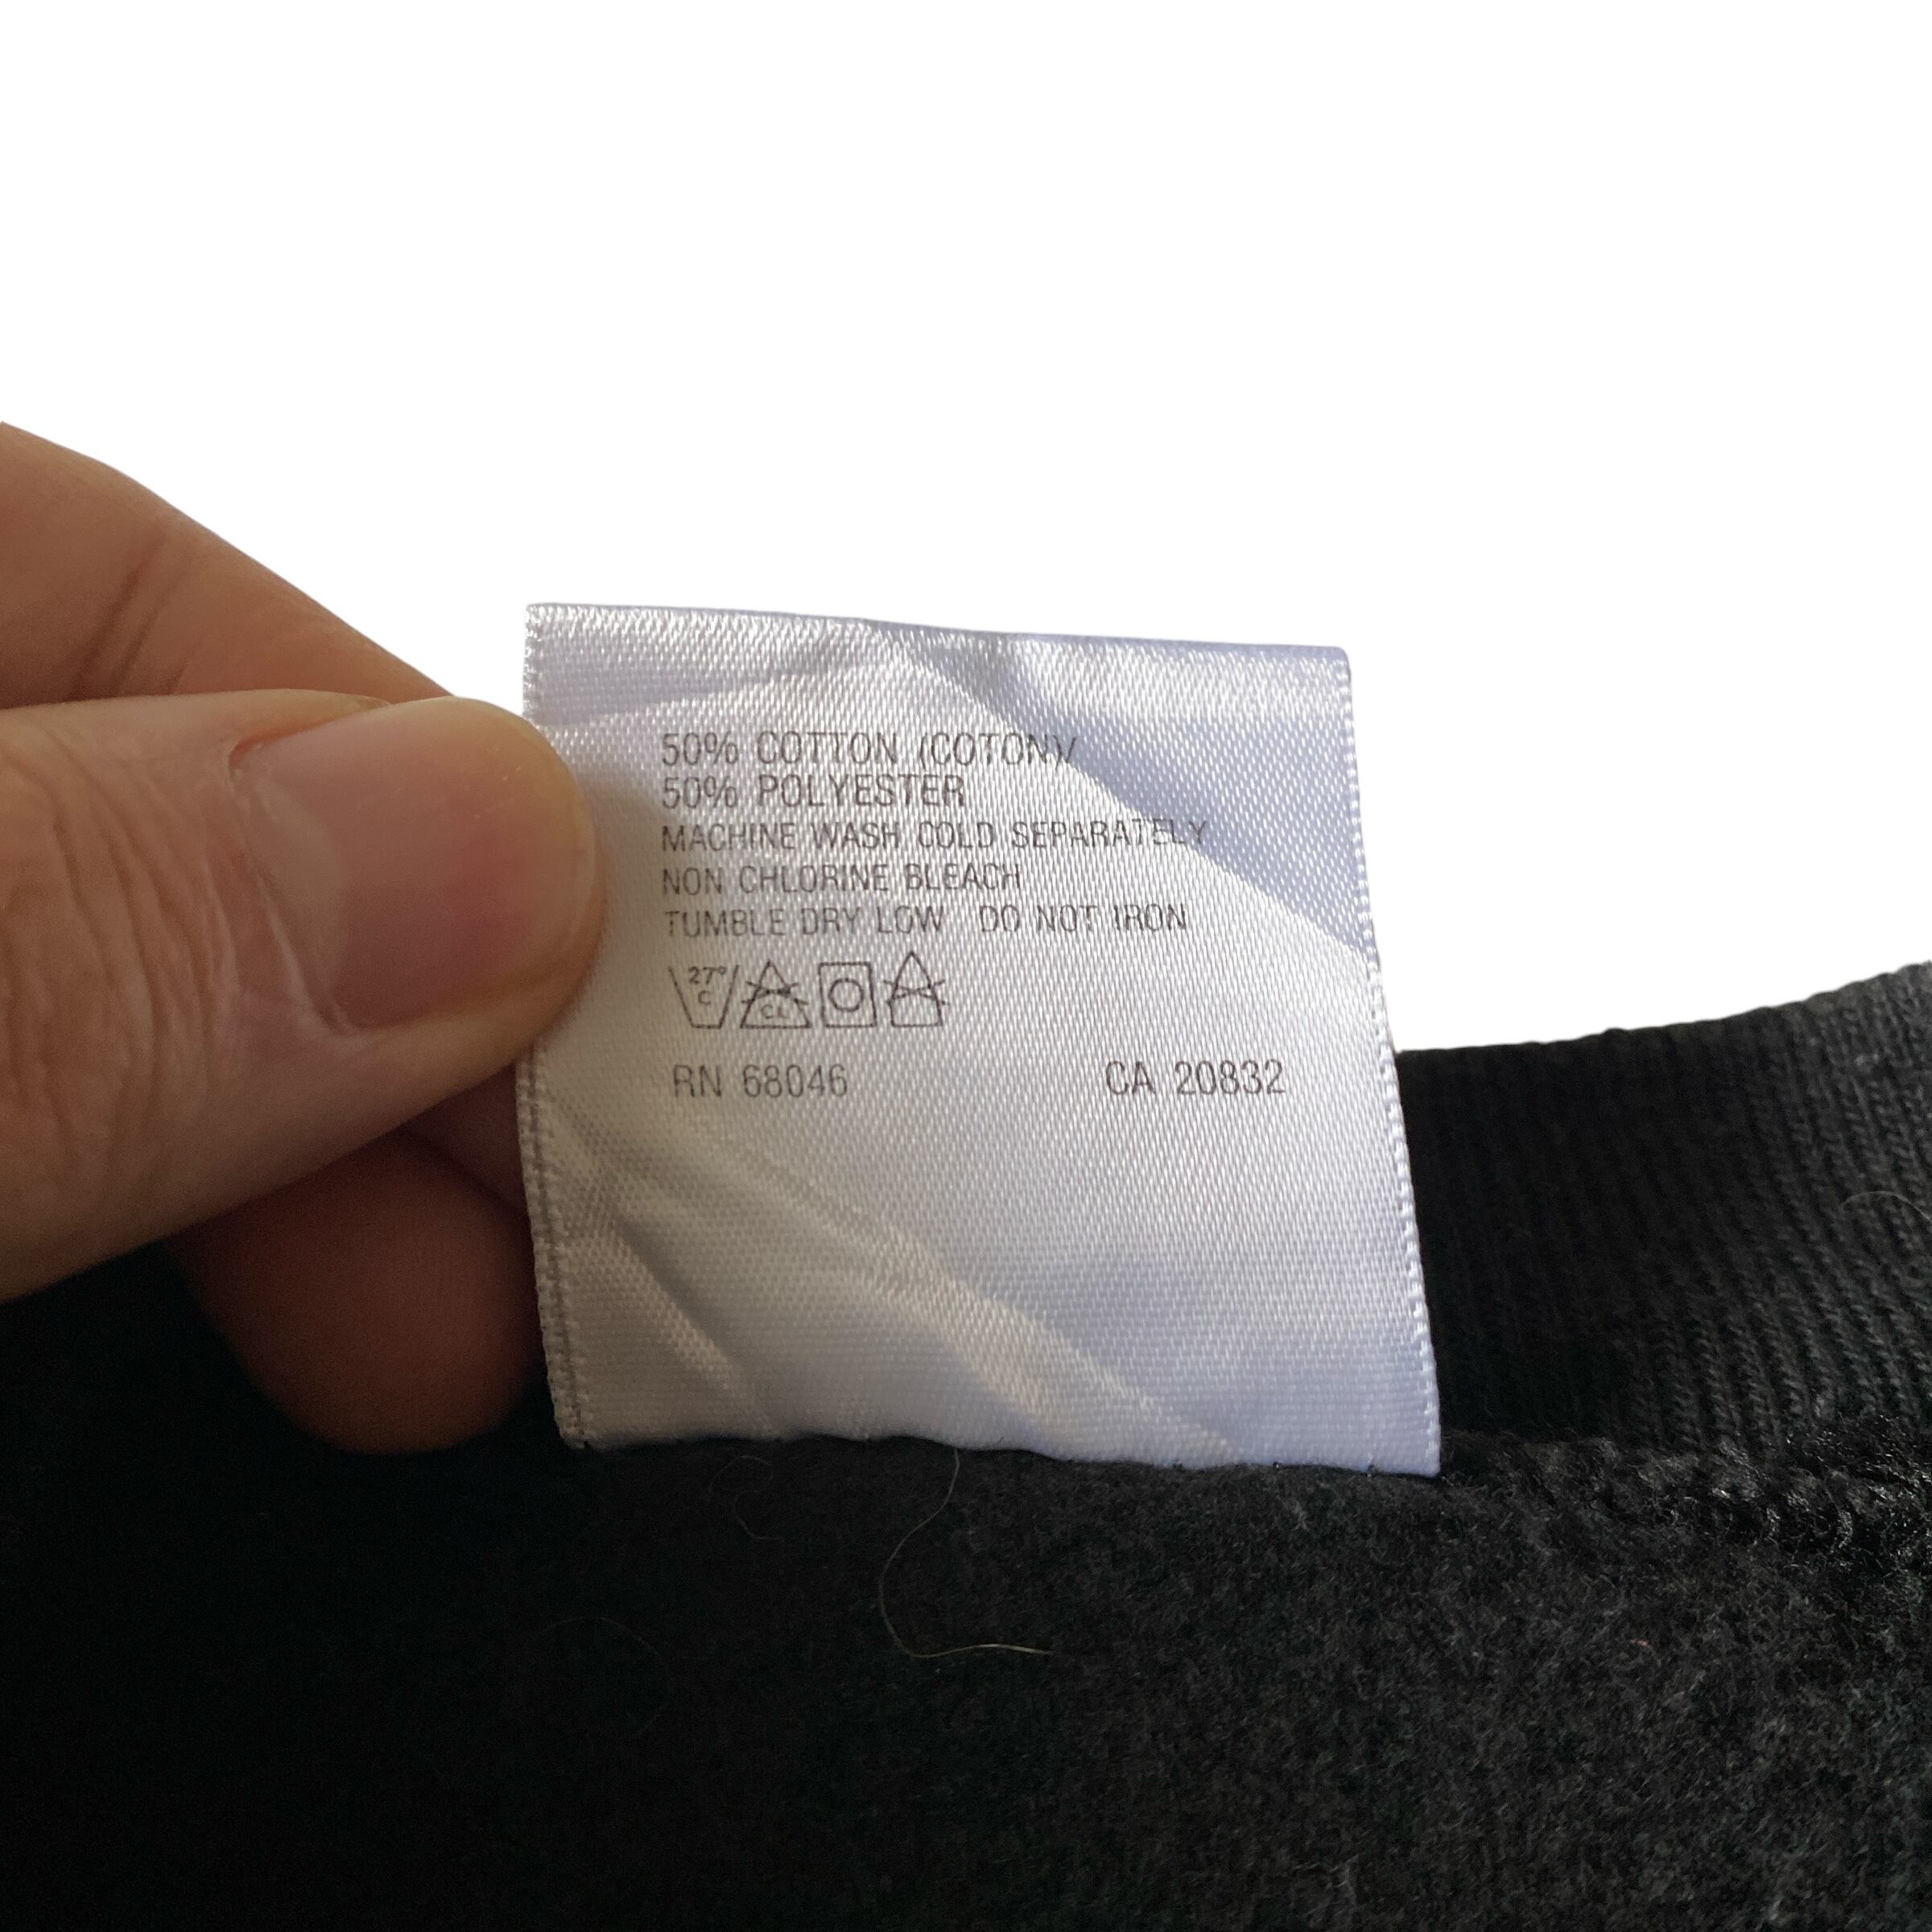 50% COTTON (COTON)/
50% POLYESTER
MACHINE WASH COLD SEPARATELY
NON CHLORINE BLEACH
TUMBLE DRY LOW DO NOT IRON
27° C CL
RN 68046 CA 20832